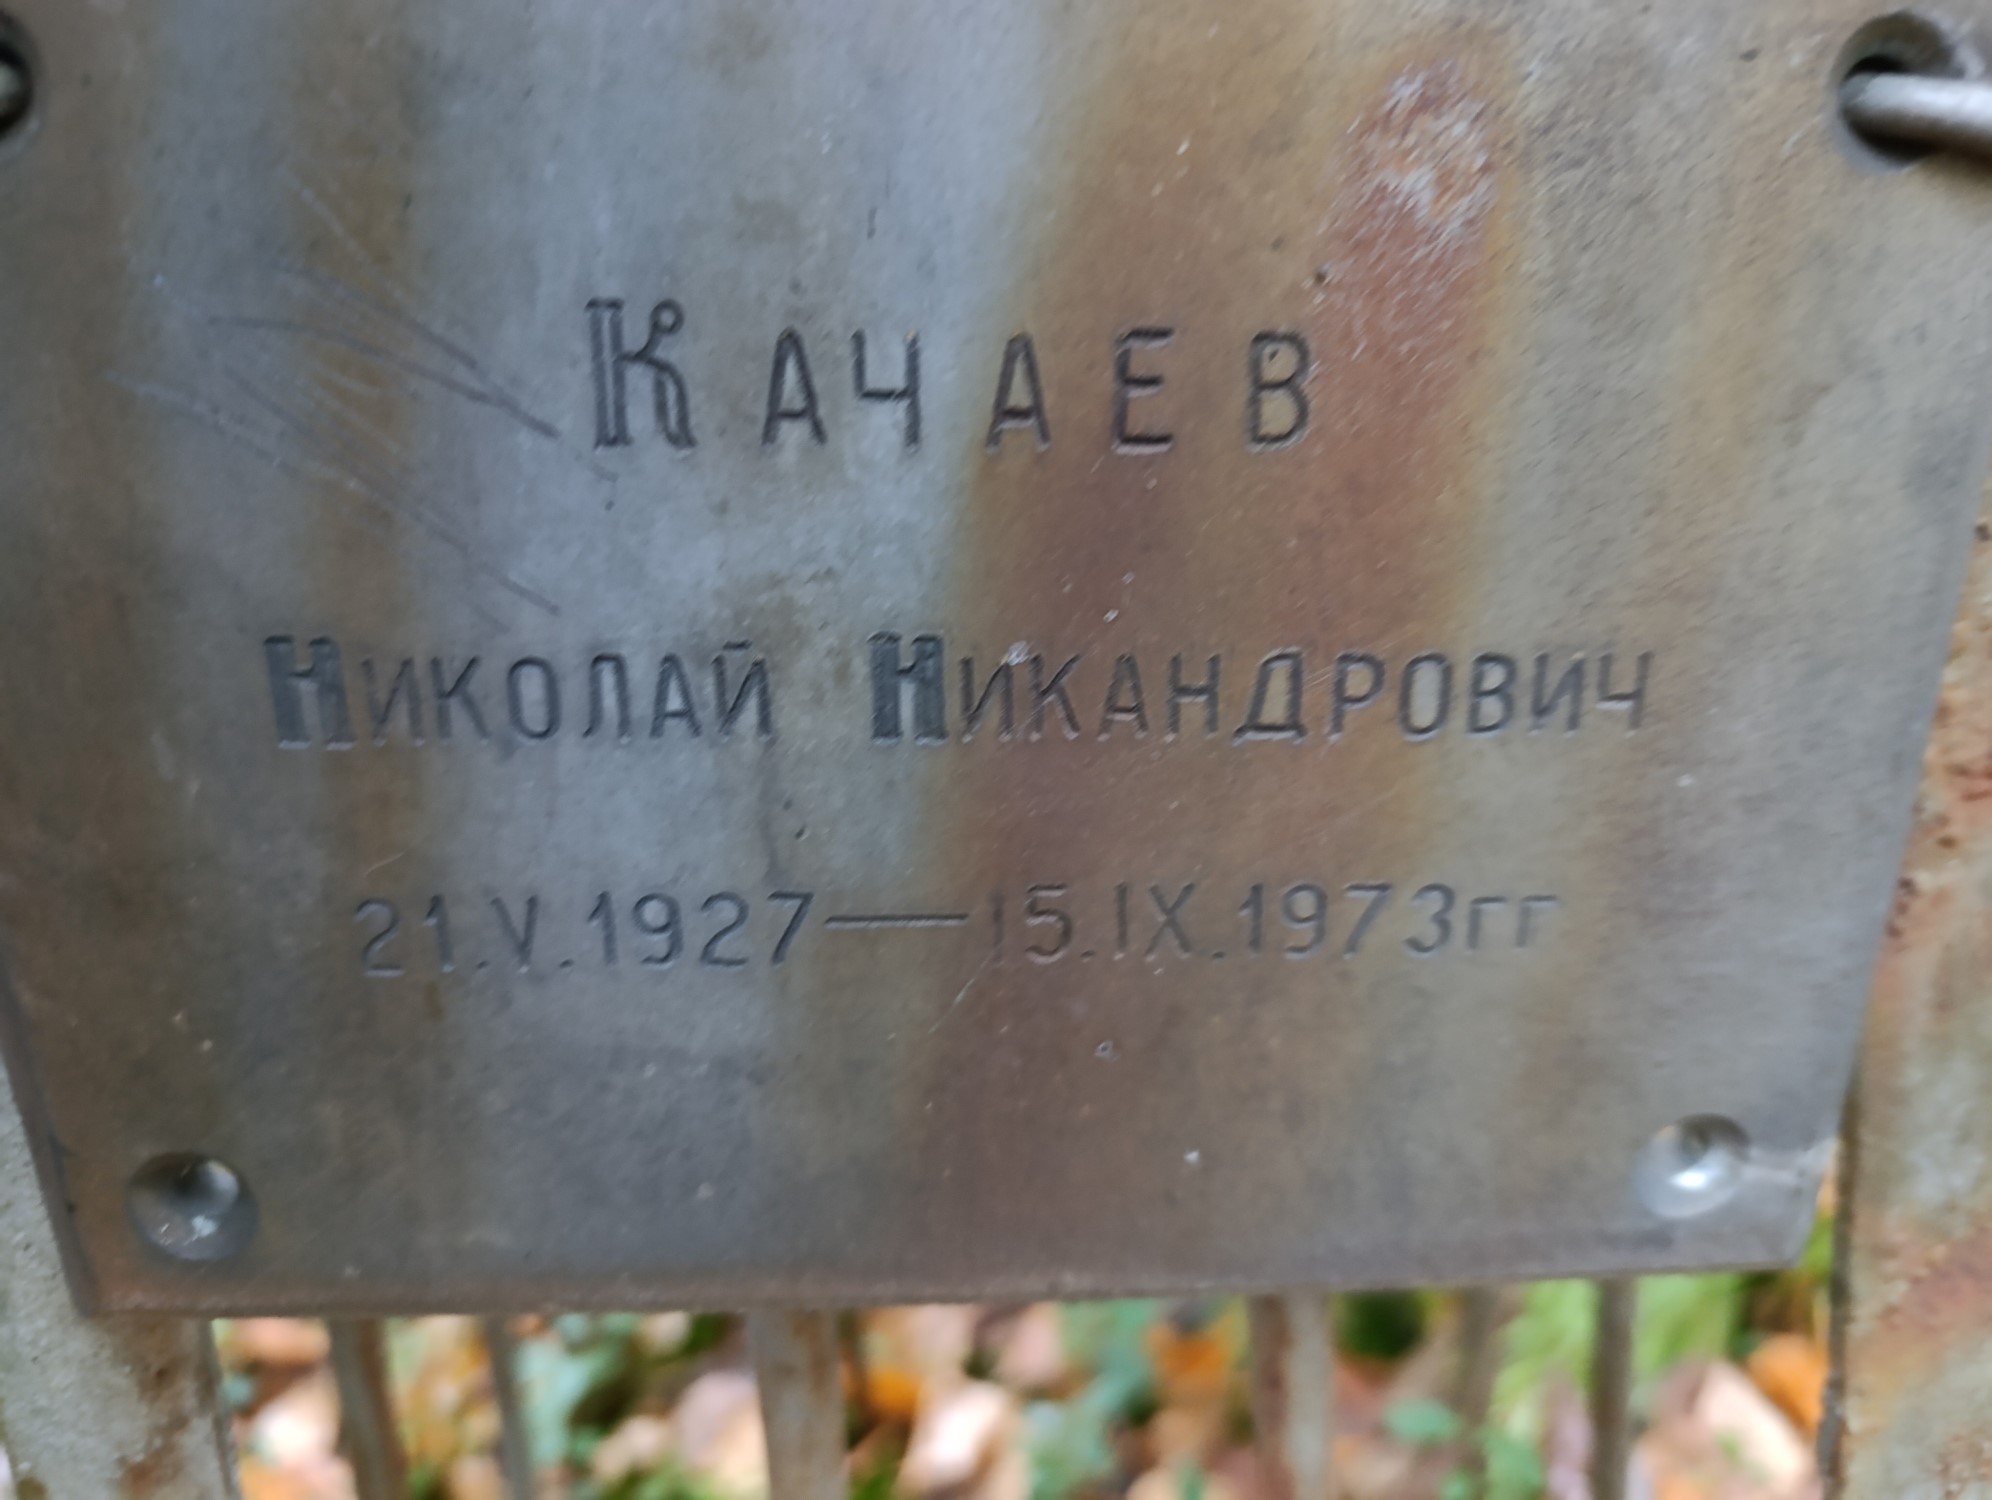 Качаев
Николай Никандрович
21.V.1927—15.IX.1973гг